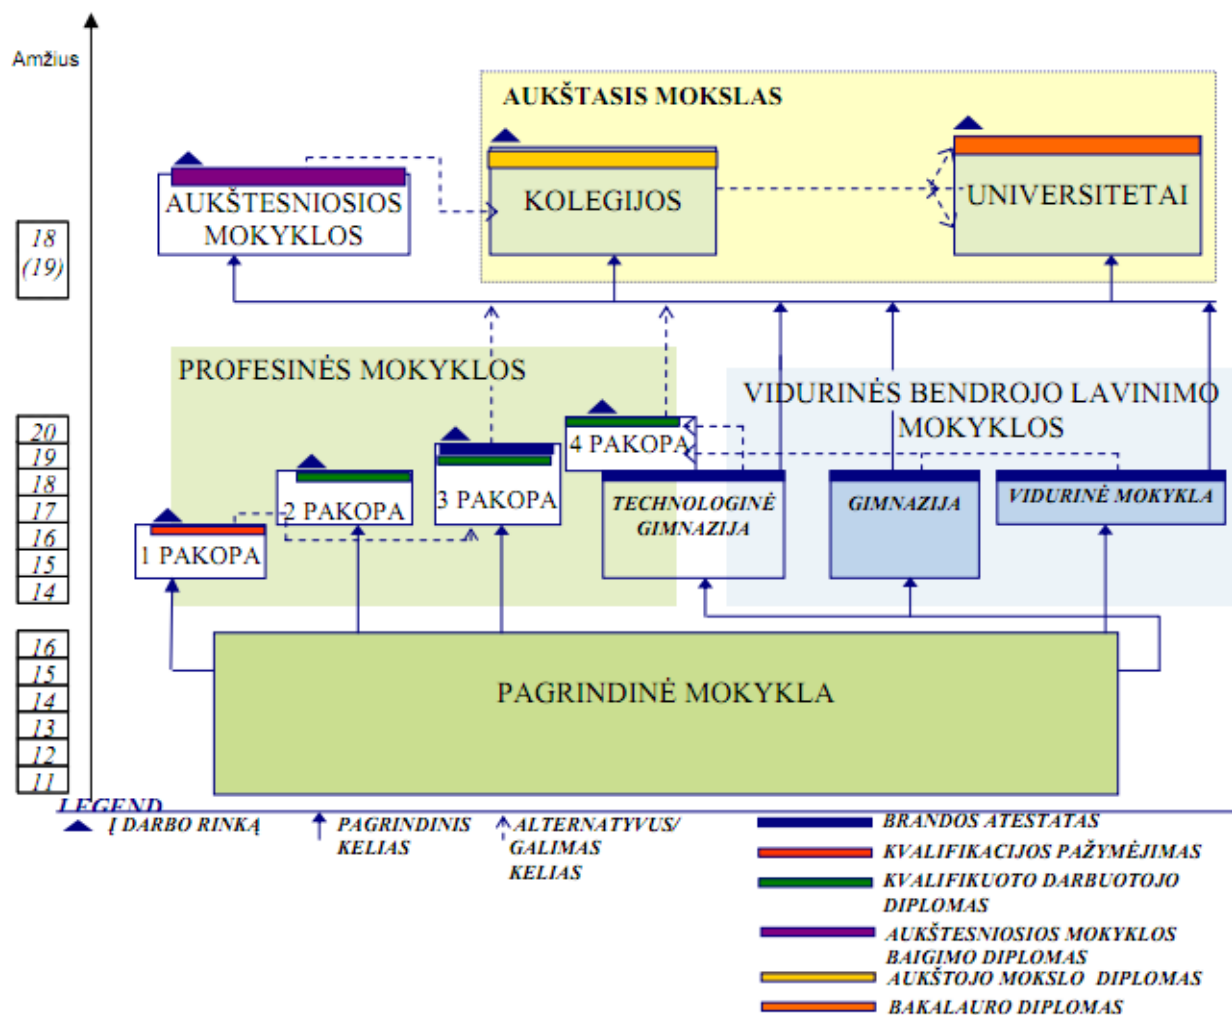 Amžius
AUKŠTASIS MOKSLAS
AUKŠTESNIOSIOS
MOKYKLOS
KOLEGIJOS
UNIVERSITETAI
18
(19)
PROFESINĖS MOKYKLOS
VIDURINĖS BENDROJO LAVINIMO
MOKYKLOS
20
19
18
17
16
15
14
1 PAKOPA
2 PAKOPA
3 PAKOPA
4 PAKOPA
TECHNOLOGINĖ
GIMNAZIJA
GIMNAZIJA
VIDURINĖ MOKYKLA
16
15
14
13
12
11
PAGRINDINĖ MOKYKLA
LEGEND
Į DARBO RINKĄ
PAGRINDINIS
KELIAS
ALTERNATYVUS/
GALIMAS
KELIAS
BRANDOS ATESTATAS
KVALIFIKACIJOS PAŽYMĖJIMAS
KVALIFIKUOTO DARBUOTOJO
DIPLOMAS
AUKŠTESNIOSIOS MOKYKLOS
BAIGIMO DIPLOMAS
AUKŠTOJO MOKSLO DIPLOMAS
BAKALAURO DIPLOMAS